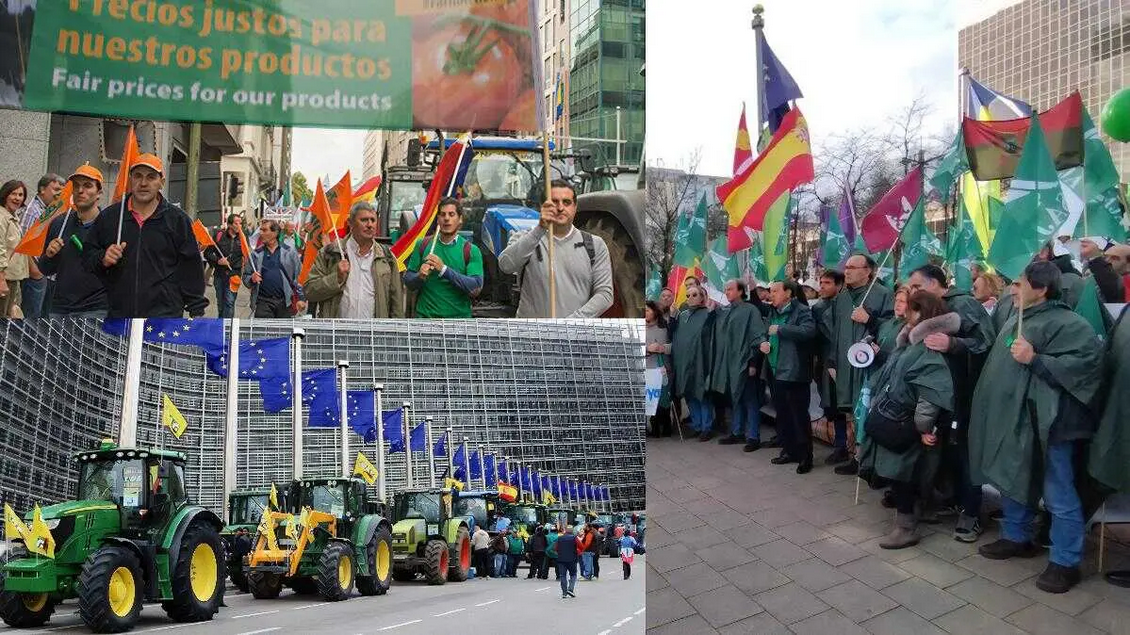 Precios justos para
nuestros productos
Fair prices for our products